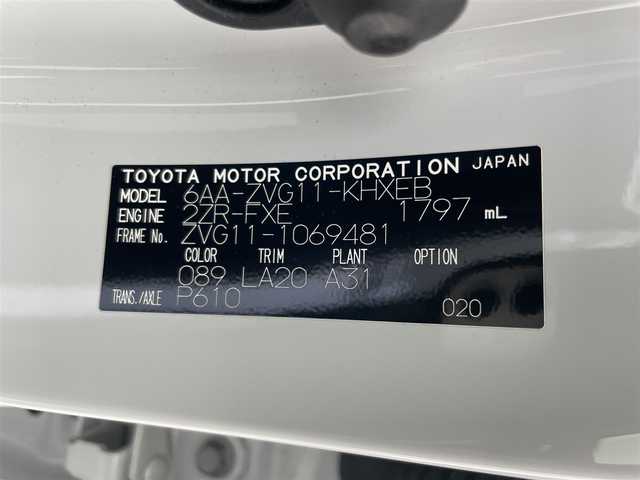 TOYOTA MOTOR CORPORATION JAPAN
MODEL 6AA-ZVG11-KHXEB
ENGINE 2ZR-FXE 1797 mL
FRAME No. ZVG11-1069481
COLOR TRIM PLANT OPTION
089 LA20 A31
TRANS./AXLE P610 020